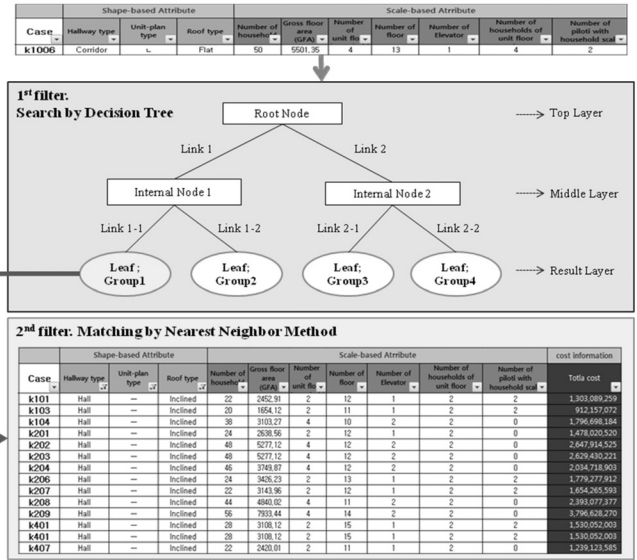 Shape-based Attribute Scale-based Attribute
Case Hallway type Unit-plan type Roof type Number of household Gross floor area (GFA) Number of unit flo Number of floor Number of Elevator Number of households of unit floor Number of piloti with household scal
k1006 Corridor ㄴ Flat 50 5501,35 4 13 1 4 2
1st filter.
Search by Decision Tree
Root Node
Top Layer
Link 1 Link 2
Internal Node 1 Internal Node 2
Middle Layer
Link 1-1 Link 1-2 Link 2-1 Link 2-2
Leaf; Group1 Leaf; Group2 Leaf; Group3 Leaf; Group4
Result Layer
2nd filter. Matching by Nearest Neighbor Method
Shape-based Attribute Scale-based Attribute cost information
Case Hallway type Unit-plan type Roof type Number of househo Gross floor area (GFA) Number of unit flo Number of floor Number of Elevator Number of households of unit floor Number of piloti with household scal Totla cost
k101 Hall — Inclined 22 2452,91 2 12 1 2 2 1,303,089,259
k103 Hall — Inclined 20 1654,12 2 11 1 2 2 912,157,072
k104 Hall — Inclined 38 3103,27 4 10 2 2 0 1,796,698,184
k201 Hall — Inclined 24 2638,56 2 12 1 2 0 1,478,020,520
k202 Hall — Inclined 48 5277,12 4 12 2 2 0 2,647,914,525
k203 Hall — Inclined 48 5277,12 4 12 2 2 0 2,629,430,221
k204 Hall — Inclined 46 3749,87 4 12 2 2 0 2,034,718,903
k206 Hall — Inclined 24 3426,23 2 13 1 2 2 1,779,277,912
k207 Hall — Inclined 22 3143,96 2 12 1 2 2 1,654,265,593
k208 Hall — Inclined 44 4840,02 4 11 2 2 0 2,393,077,377
k209 Hall — Inclined 56 7933,44 4 14 2 2 0 3,796,628,270
k401 Hall — Inclined 28 3108,12 2 15 1 2 2 1,530,052,003
k401 Hall — Inclined 28 3108,12 2 15 1 2 2 1,530,052,003
k407 Hall — Inclined 22 2420,01 2 11 1 2 0 1,239,123,585